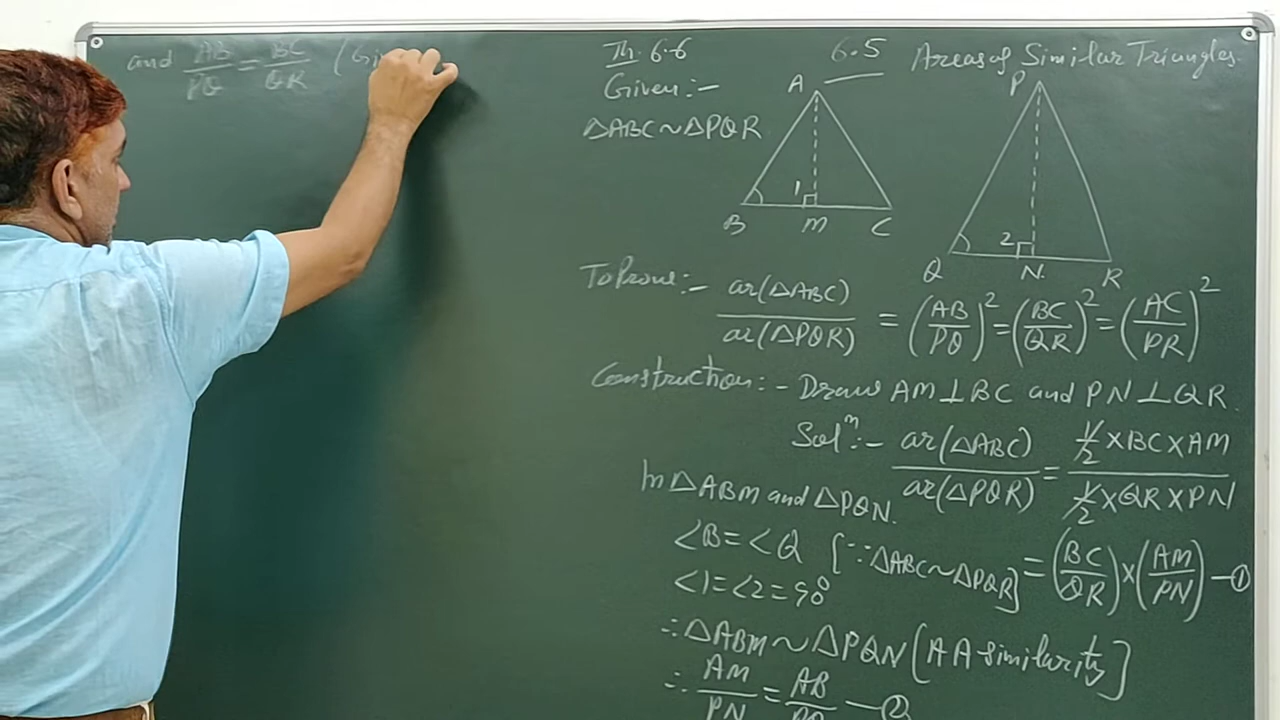 and AB/PQ = BC/QR (Gi
Th. 6.6
6.5 Areas of Similar Triangles.
Given:-
△ABC ~ △PQR
A
B M C
1
P
Q N. R
2
To Prove:- ar(△ABC)/ar(△PQR) = (AB/PQ)² = (BC/QR)² = (AC/PR)²
Construction:- Draw AM⊥BC and PN⊥QR.
Solⁿ:- ar(△ABC)/ar(△PQR) = ½×BC×AM/½×QR×PN
= (BC/QR)×(AM/PN) —①
In △ABM and △PQN.
∠B=∠Q [∵△ABC~△PQR]
∠1=∠2=90°
∴△ABM ~ △PQN [AA similarity]
∴ AM/PN = AB/PQ —②